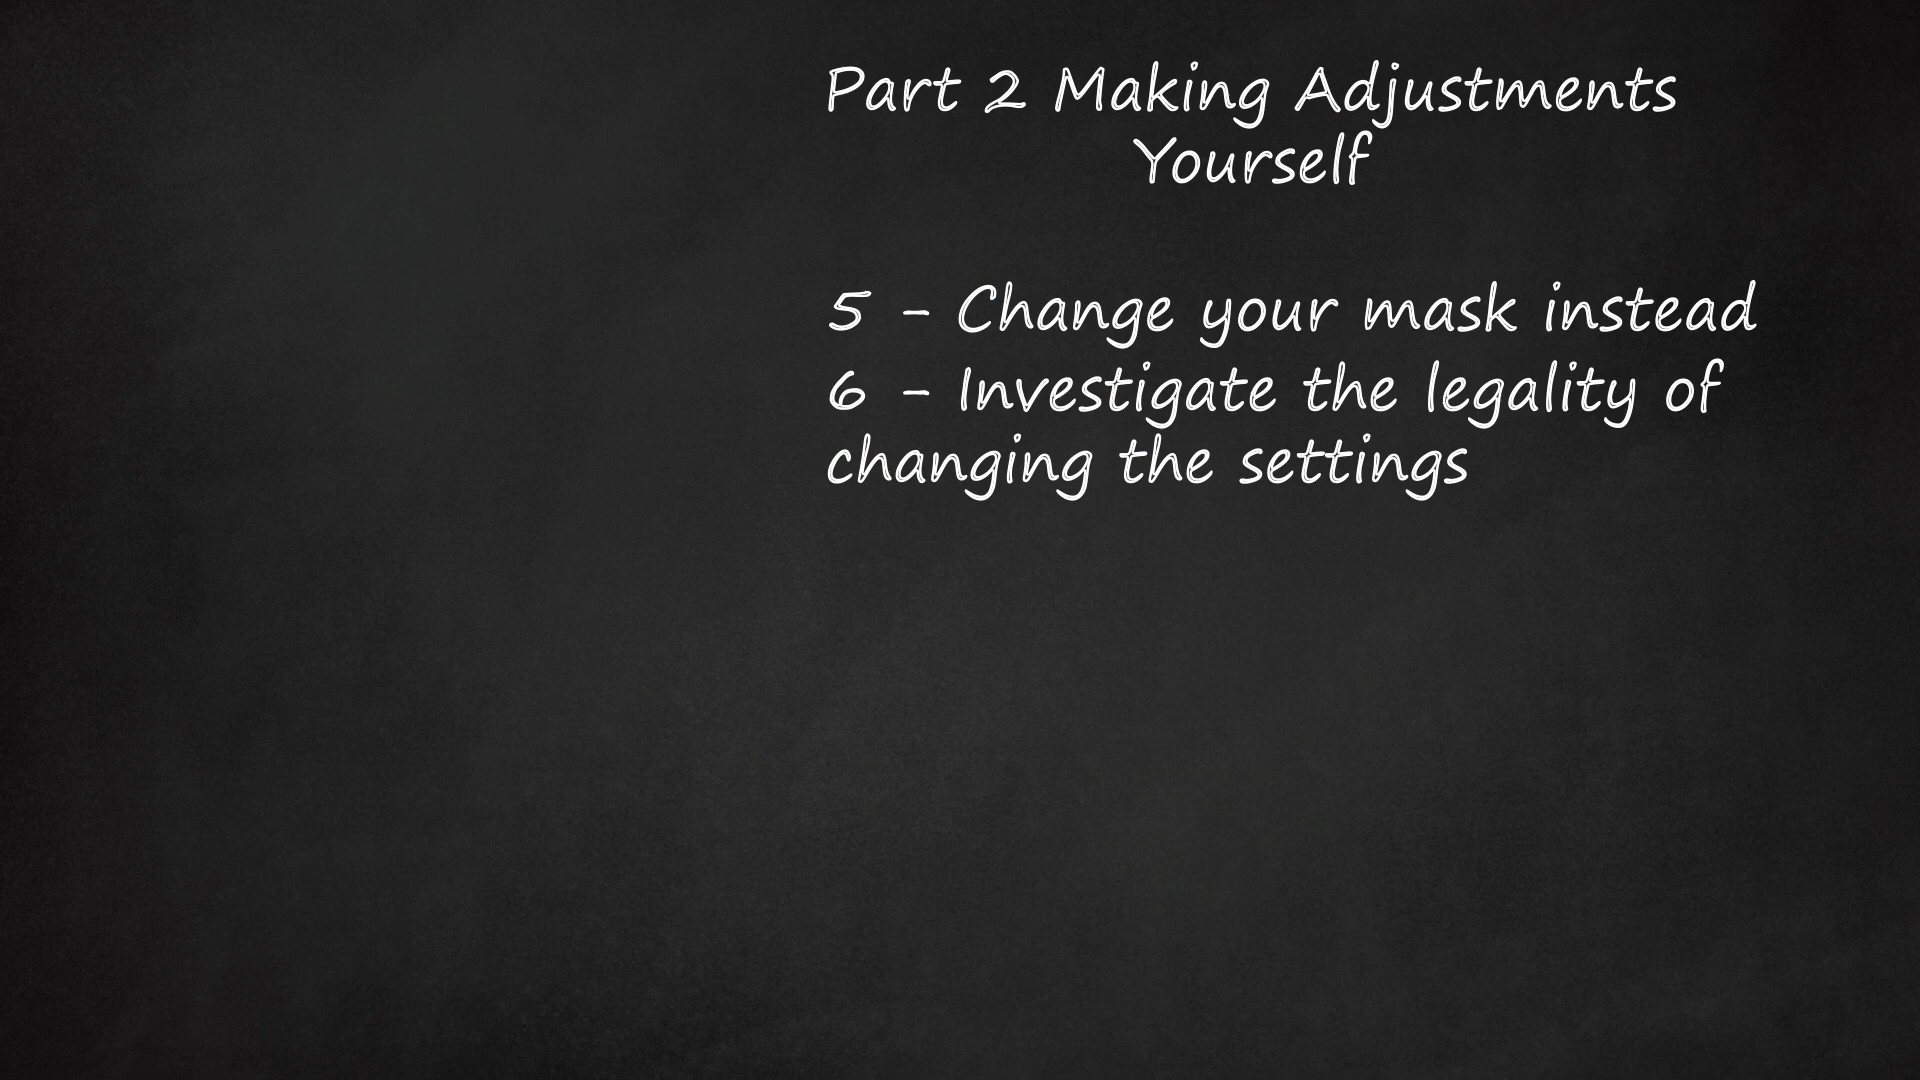 Part 2 Making Adjustments
Yourself
5 - Change your mask instead
6 - Investigate the legality of
changing the settings